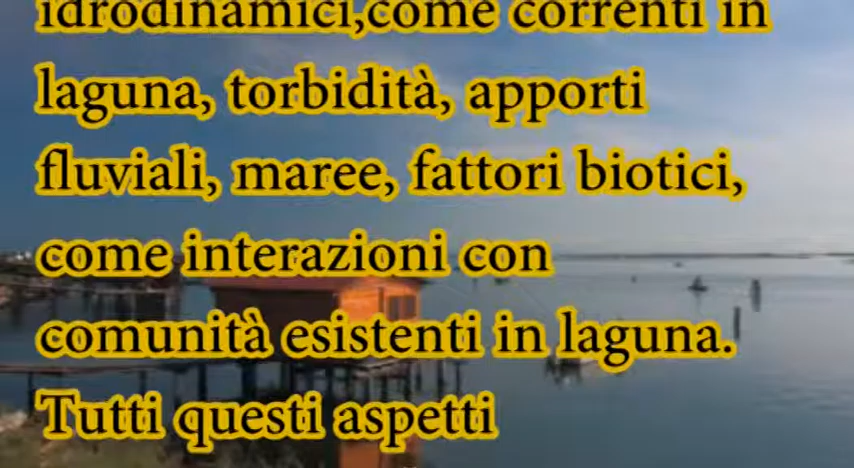 idrodinamici,come correnti in
laguna, torbidità, apporti
fluviali, maree, fattori biotici,
come interazioni con
comunità esistenti in laguna.
Tutti questi aspetti